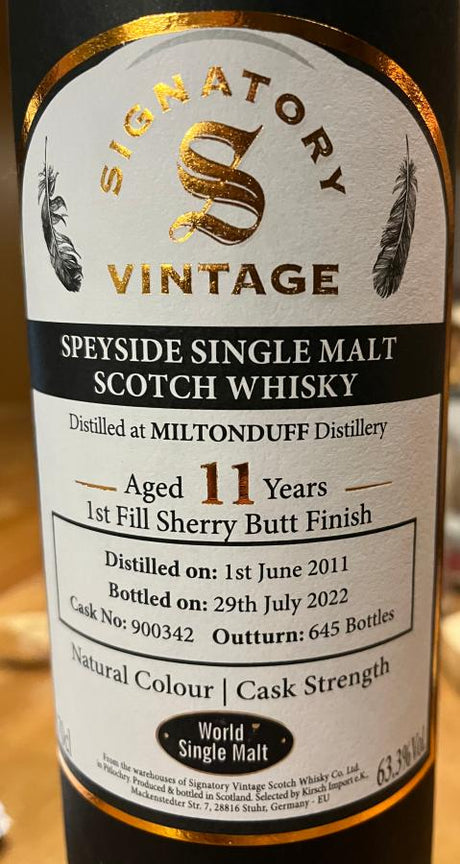 SIGNATORY
S
VINTAGE
SPEYSIDE SINGLE MALT
SCOTCH WHISKY
Distilled at MILTONDUFF Distillery
Aged 11 Years
1st Fill Sherry Butt Finish
Distilled on: 1st June 2011
Bottled on: 29th July 2022
Cask No: 900342 Outturn: 645 Bottles
Natural Colour | Cask Strength
World
Single Malt
63.3%Vol.
From the warehouses of Signatory Vintage Scotch Whisky Co. Ltd.
in Pitlochry. Produced & bottled in Scotland. Selected by Kirsch Import e.K.,
Mackenstedter Str. 7, 28816 Stuhr, Germany - EU